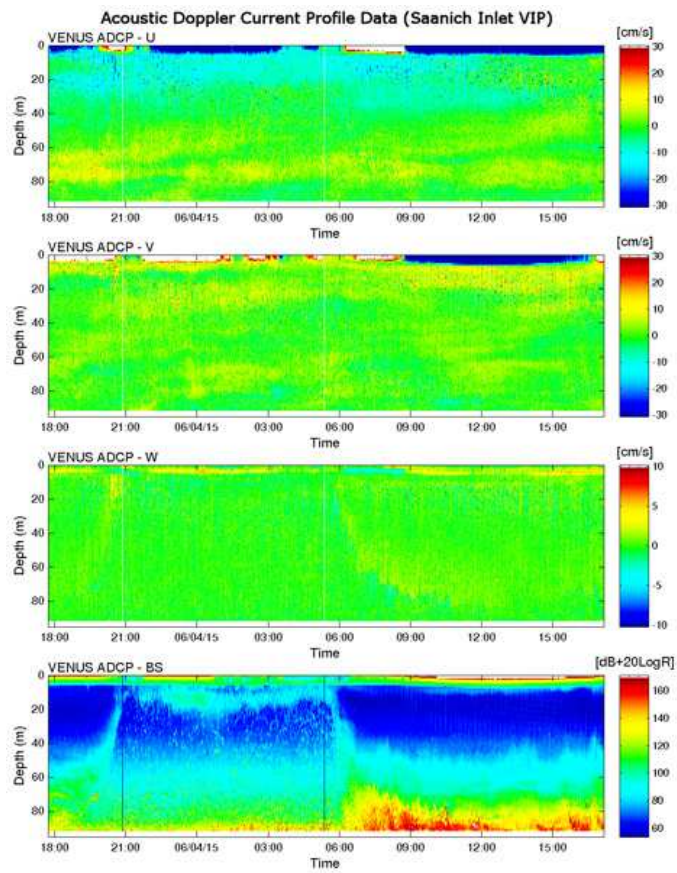 Acoustic Doppler Current Profile Data (Saanich Inlet VIP)
VENUS ADCP - U
[cm/s]
0
20
40
60
80
Depth (m)
18:00 21:00 06/04/15 03:00 06:00 09:00 12:00 15:00
Time
30
20
10
0
-10
-20
-30
VENUS ADCP - V
[cm/s]
0
20
40
60
80
Depth (m)
18:00 21:00 06/04/15 03:00 06:00 09:00 12:00 15:00
Time
30
20
10
0
-10
-20
-30
VENUS ADCP - W
[cm/s]
0
20
40
60
80
Depth (m)
18:00 21:00 06/04/15 03:00 06:00 09:00 12:00 15:00
Time
10
5
0
-5
-10
VENUS ADCP - BS
[dB+20LogR]
0
20
40
60
80
Depth (m)
18:00 21:00 06/04/15 03:00 06:00 09:00 12:00 15:00
Time
160
140
120
100
80
60